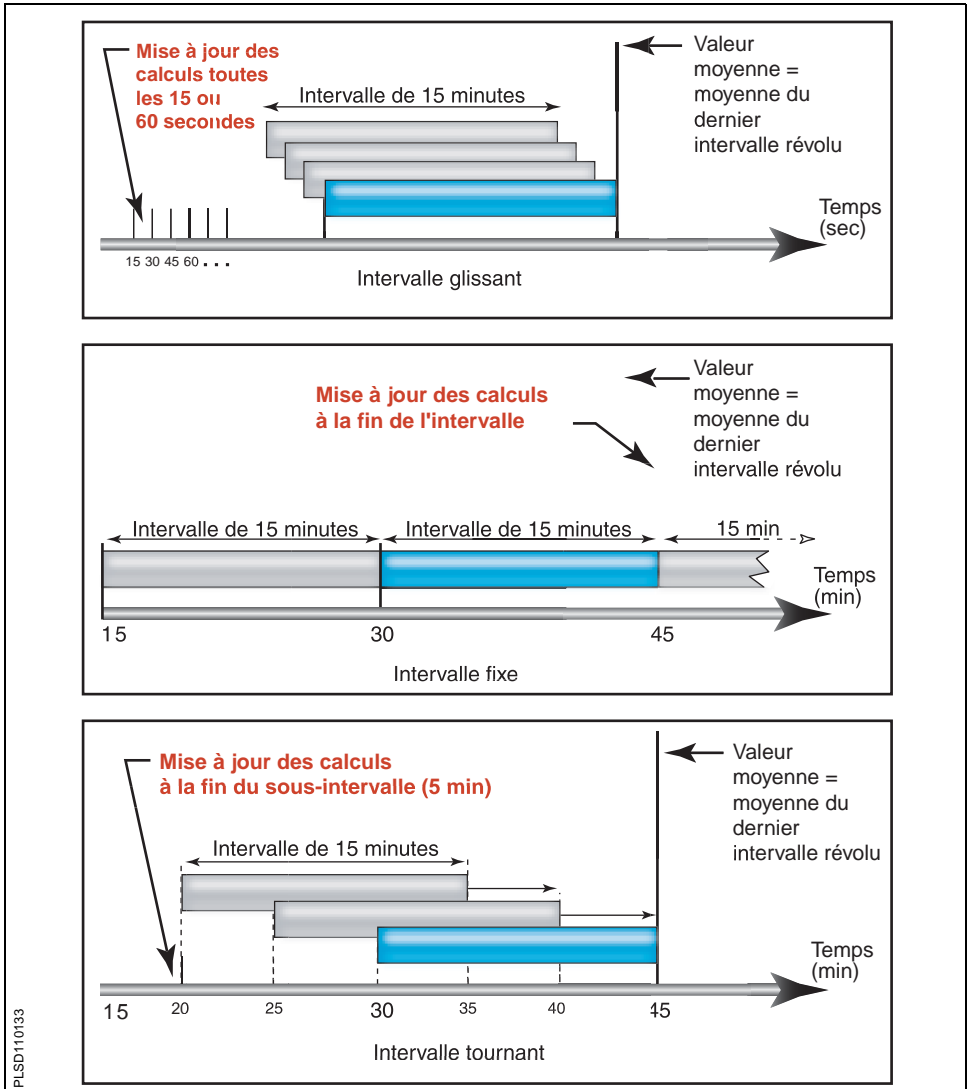 Mise à jour des
calculs toutes
les 15 ou
60 secondes
Intervalle de 15 minutes
Valeur
moyenne =
moyenne du
dernier
intervalle révolu
Temps
(sec)
15 30 45 60 . . .
Intervalle glissant
Mise à jour des calculs
à la fin de l'intervalle
Valeur
moyenne =
moyenne du
dernier
intervalle révolu
Intervalle de 15 minutes
Intervalle de 15 minutes
15 min
Temps
(min)
15 30 45
Intervalle fixe
Mise à jour des calculs
à la fin du sous-intervalle (5 min)
Valeur
moyenne =
moyenne du
dernier
intervalle révolu
Intervalle de 15 minutes
Temps
(min)
15 20 25 30 35 40 45
Intervalle tournant
PLSD110133